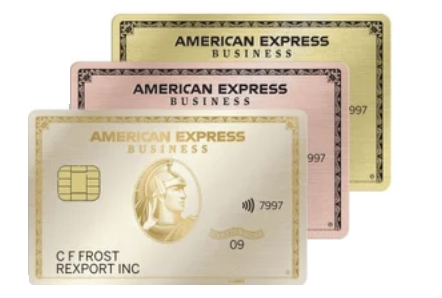 AMERICAN EXPRESS
BUSINESS
997
AMERICAN EXPRESS
BUSINESS
997
AMERICAN EXPRESS
BUSINESS
7997
09
C F FROST
REXPORT INC